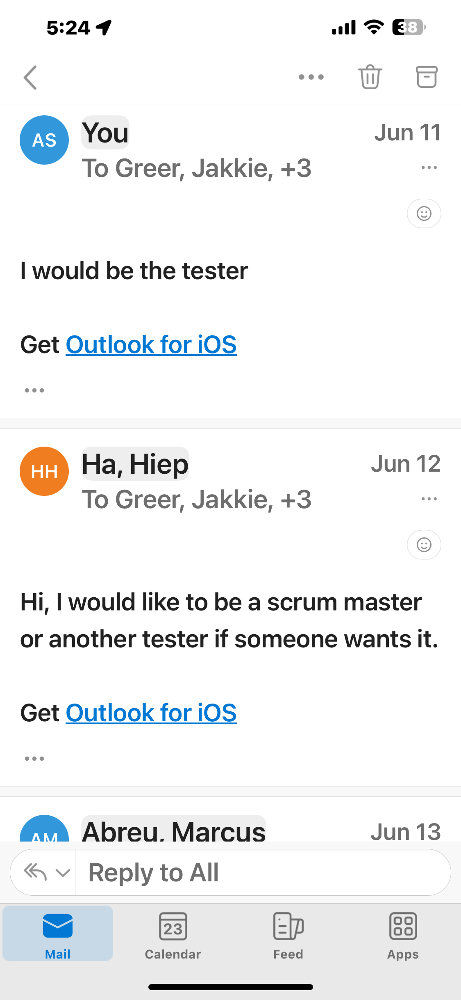 5:24
38
AS
You
Jun 11
To Greer, Jakkie, +3
I would be the tester
Get Outlook for iOS
HH
Ha, Hiep
Jun 12
To Greer, Jakkie, +3
Hi, I would like to be a scrum master
or another tester if someone wants it.
Get Outlook for iOS
AM
Abreu, Marcus
Jun 13
Reply to All
23
Mail
Calendar
Feed
Apps